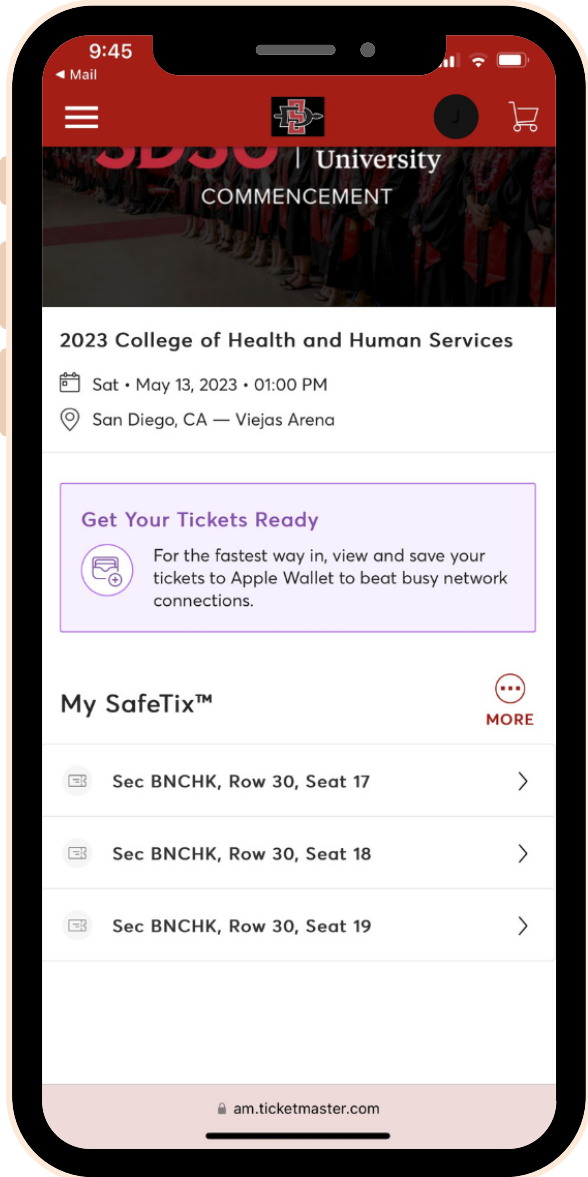 9:45
◀ Mail
J
SDSU | University
COMMENCEMENT
2023 College of Health and Human Services
Sat • May 13, 2023 • 01:00 PM
San Diego, CA — Viejas Arena
Get Your Tickets Ready
For the fastest way in, view and save your
tickets to Apple Wallet to beat busy network
connections.
My SafeTix™
MORE
Sec BNCHK, Row 30, Seat 17
Sec BNCHK, Row 30, Seat 18
Sec BNCHK, Row 30, Seat 19
am.ticketmaster.com